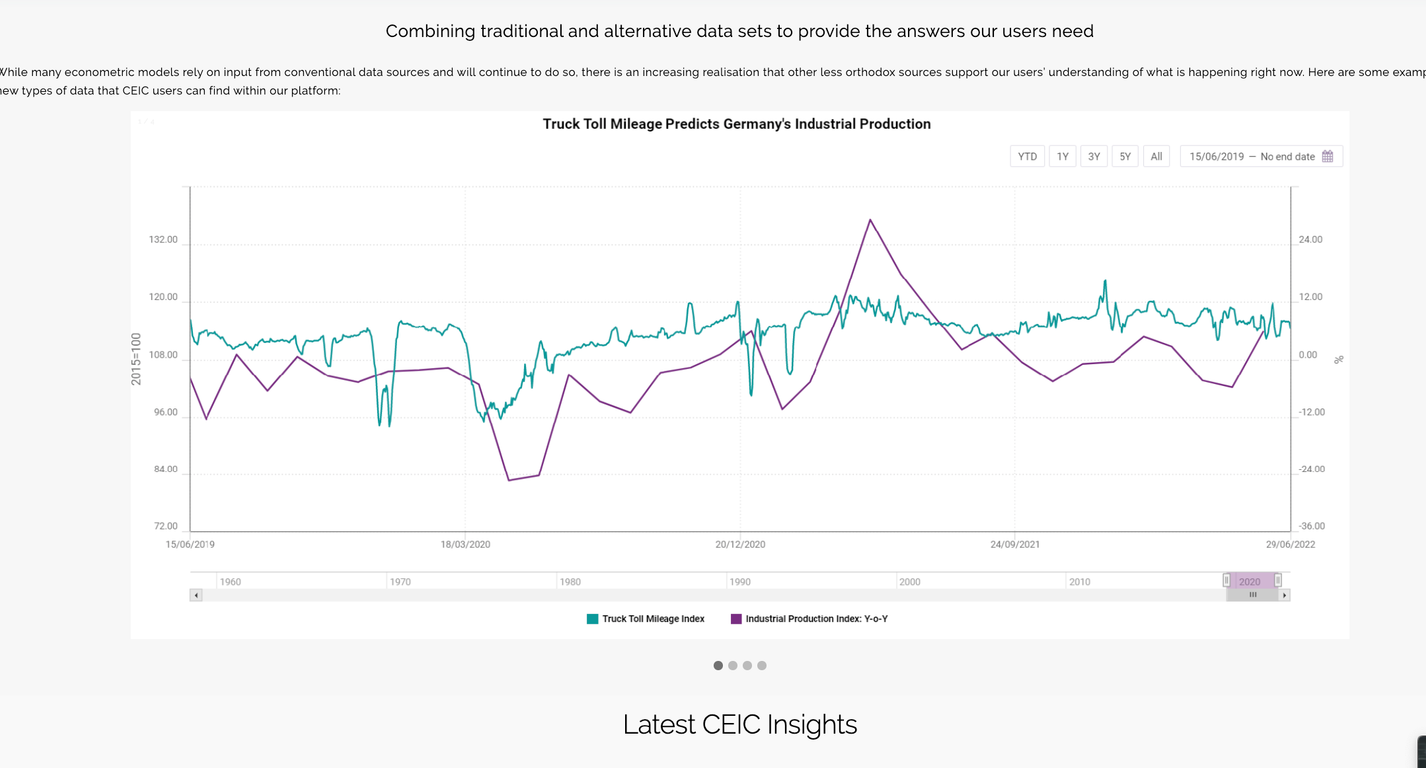 Combining traditional and alternative data sets to provide the answers our users need
While many econometric models rely on input from conventional data sources and will continue to do so, there is an increasing realisation that other less orthodox sources support our users' understanding of what is happening right now. Here are some
new types of data that CEIC users can find within our platform:
Truck Toll Mileage Predicts Germany's Industrial Production
YTD 1Y 3Y 5Y All 15/06/2019 – No end date
132.00 24.00
120.00 12.00
108.00 0.00
2015=100 %
96.00 -12.00
84.00 -24.00
72.00 -36.00
15/06/2019 18/03/2020 20/12/2020 24/09/2021 29/06/2022
1960 1970 1980 1990 2000 2010 2020
Truck Toll Mileage Index Industrial Production Index: Y-o-Y
Latest CEIC Insights